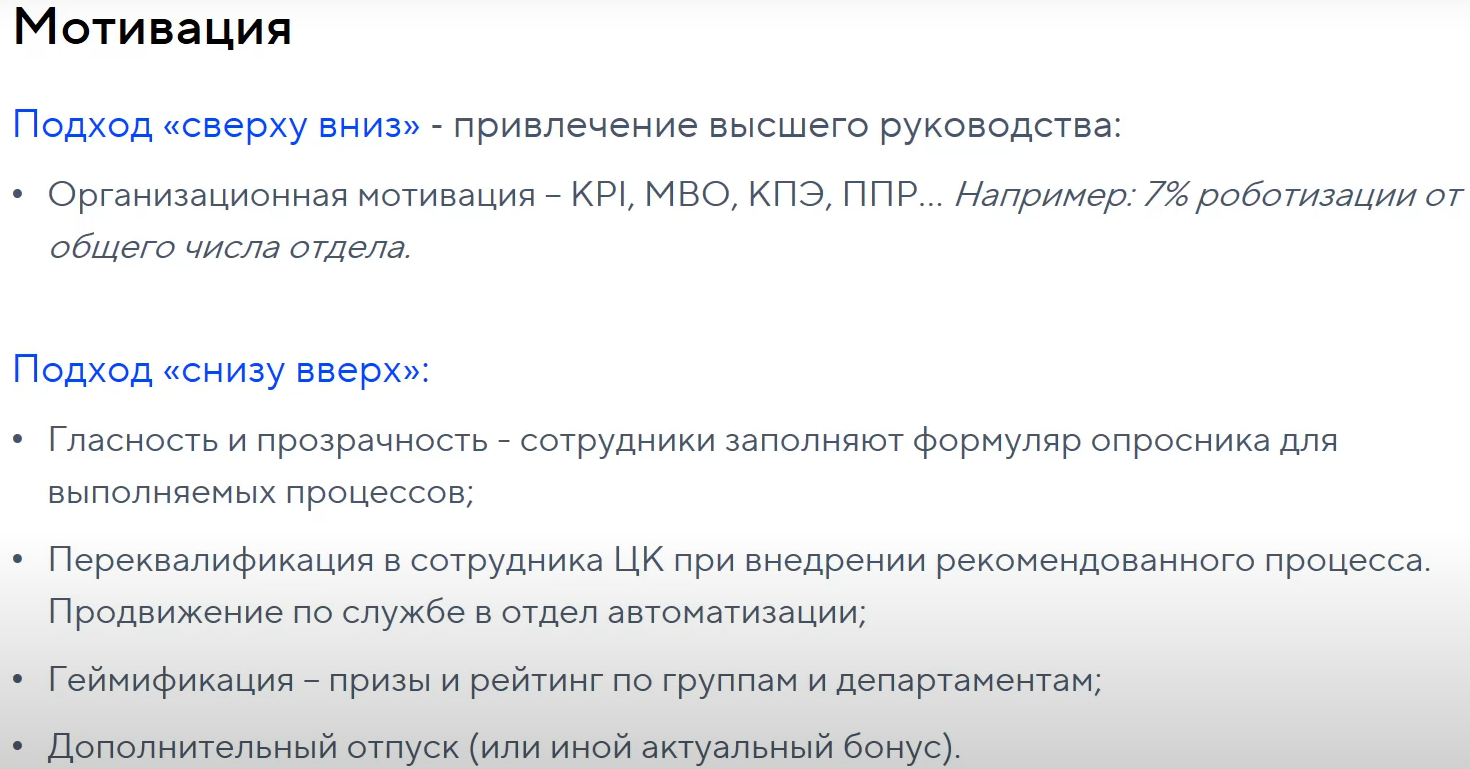 Мотивация
Подход «сверху вниз» - привлечение высшего руководства:
• Организационная мотивация – KPI, МВО, КПЭ, ППР... Например: 7% роботизации от
общего числа отдела.
Подход «снизу вверх»:
• Гласность и прозрачность - сотрудники заполняют формуляр опросника для
выполняемых процессов;
• Переквалификация в сотрудника ЦК при внедрении рекомендованного процесса.
Продвижение по службе в отдел автоматизации;
• Геймификация – призы и рейтинг по группам и департаментам;
• Дополнительный отпуск (или иной актуальный бонус).